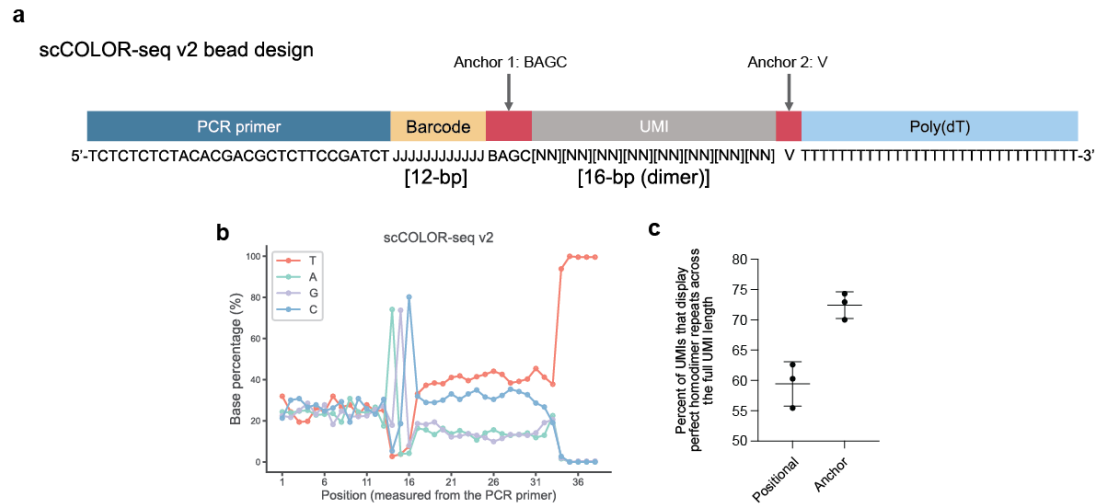 a
scCOLOR-seq v2 bead design
Anchor 1: BAGC
Anchor 2: V
PCR primer
Barcode
UMI
Poly(dT)
5'-TCTCTCTCTACACGACGCTCTTCCGATCT JJJJJJJJJJJJ BAGC[NN][NN][NN][NN][NN][NN][NN][NN] V TTTTTTTTTTTTTTTTTTTTTTTTTTTTTT-3'
[12-bp]
[16-bp (dimer)]
b
scCOLOR-seq v2
T
A
G
C
Base percentage (%)
100
80
60
40
20
0
1
6
11
16
21
26
31
36
Position (measured from the PCR primer)
c
Percent of UMIs that display
perfect homodimer repeats across
the full UMI length
80
75
70
65
60
55
50
Positional
Anchor